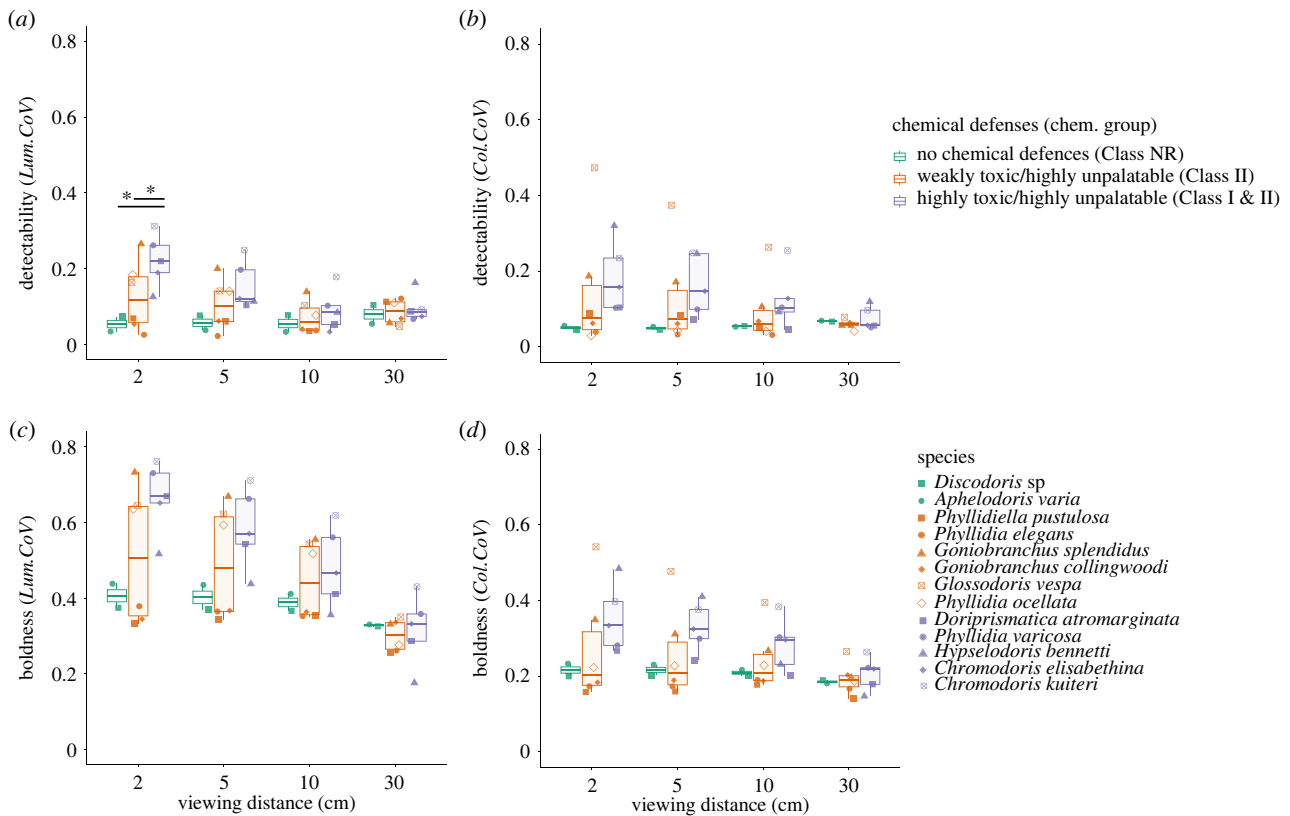 (a)
0.8
0.6
0.4
0.2
0
detectability (Lum.CoV)
* *
2 5 10 30
(b)
0.8
0.6
0.4
0.2
0
detectability (Col.CoV)
2 5 10 30
chemical defenses (chem. group)
no chemical defences (Class NR)
weakly toxic/highly unpalatable (Class II)
highly toxic/highly unpalatable (Class I & II)
(c)
0.8
0.6
0.4
0.2
0
boldness (Lum.CoV)
2 5 10 30
viewing distance (cm)
(d)
0.8
0.6
0.4
0.2
0
boldness (Col.CoV)
2 5 10 30
viewing distance (cm)
species
Discodoris sp
Aphelodoris varia
Phyllidiella pustulosa
Phyllidia elegans
Goniobranchus splendidus
Goniobranchus collingwoodi
Glossodoris vespa
Phyllidia ocellata
Doriprismatica atromarginata
Phyllidia varicosa
Hypselodoris bennetti
Chromodoris elisabethina
Chromodoris kuiteri